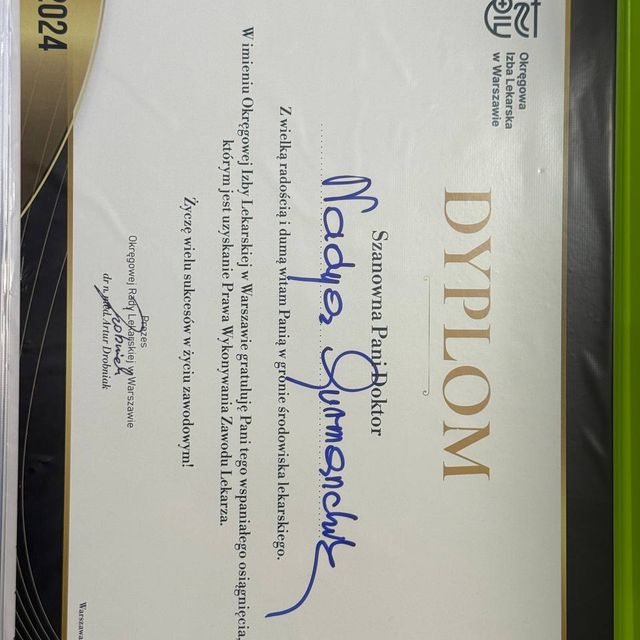 Okręgowa
Izba Lekarska
w Warszawie
DYPLOM
Szanowna Pani Doktor
Nadya
Z wielką radością i dumą witam Panią w gronie środowiska lekarskiego.
W imieniu Okręgowej Izby Lekarskiej w Warszawie gratuluję Pani tego wspaniałego osiągnięcia,
którym jest uzyskanie Prawa Wykonywania Zawodu Lekarza.
Życzę wielu sukcesów w życiu zawodowym!
Prezes
Okręgowej Rady Lekarskiej w Warszawie
dr n. med. Artur Drobniak
Warszawa
2024